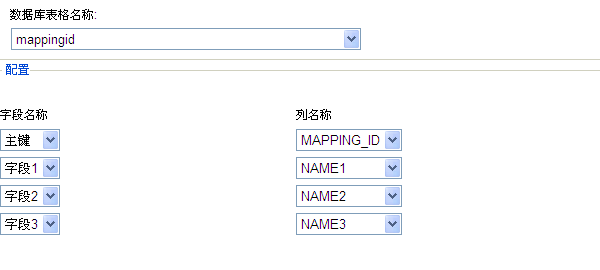 数据库表格名称:
mappingid
配置
字段名称 列名称
主键 MAPPING_ID
字段1 NAME1
字段2 NAME2
字段3 NAME3